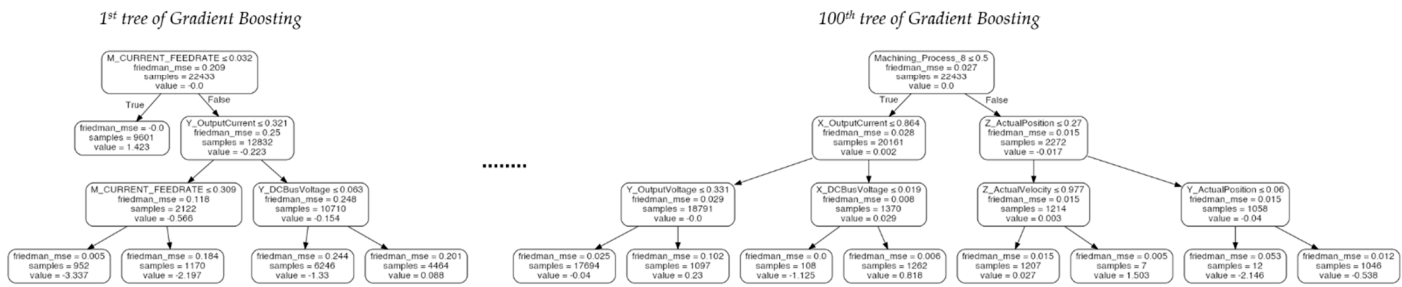 1st tree of Gradient Boosting
M_CURRENT_FEEDRATE ≤ 0.032
friedman_mse = 0.209
samples = 22433
value = -0.0
True
False
friedman_mse = -0.0
samples = 9601
value = 1.423
Y_OutputCurrent ≤ 0.321
friedman_mse = 0.25
samples = 12832
value = -0.223
M_CURRENT_FEEDRATE ≤ 0.309
friedman_mse = 0.118
samples = 2122
value = -0.566
Y_DCBusVoltage ≤ 0.063
friedman_mse = 0.248
samples = 10710
value = -0.154
friedman_mse = 0.005
samples = 952
value = -3.337
friedman_mse = 0.184
samples = 1170
value = -2.197
friedman_mse = 0.244
samples = 6246
value = -1.33
friedman_mse = 0.201
samples = 4464
value = 0.088
........
100th tree of Gradient Boosting
Machining_Process_8 ≤ 0.5
friedman_mse = 0.027
samples = 22433
value = 0.0
True
False
X_OutputCurrent ≤ 0.864
friedman_mse = 0.028
samples = 20161
value = 0.002
Z_ActualPosition ≤ 0.27
friedman_mse = 0.015
samples = 2272
value = -0.017
Y_OutputVoltage ≤ 0.331
friedman_mse = 0.029
samples = 18791
value = -0.0
X_DCBusVoltage ≤ 0.019
friedman_mse = 0.008
samples = 1370
value = 0.029
Z_ActualVelocity ≤ 0.977
friedman_mse = 0.015
samples = 1214
value = 0.003
Y_ActualPosition ≤ 0.06
friedman_mse = 0.015
samples = 1058
value = -0.04
friedman_mse = 0.025
samples = 17694
value = -0.04
friedman_mse = 0.102
samples = 1097
value = 0.23
friedman_mse = 0.0
samples = 108
value = -1.125
friedman_mse = 0.006
samples = 1262
value = 0.818
friedman_mse = 0.015
samples = 1207
value = 0.027
friedman_mse = 0.005
samples = 7
value = 1.503
friedman_mse = 0.053
samples = 12
value = -2.146
friedman_mse = 0.012
samples = 1046
value = -0.538